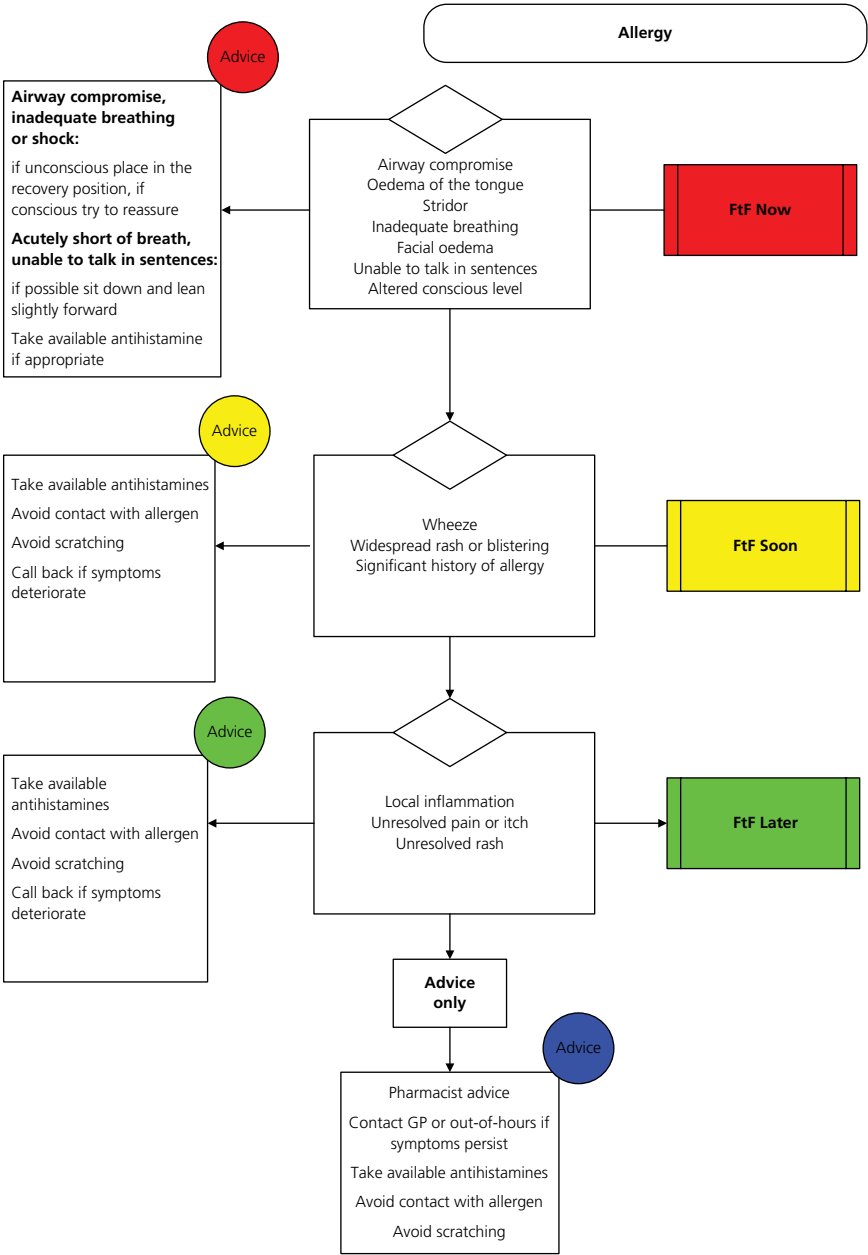 Allergy
Advice
Airway compromise,
inadequate breathing
or shock:
if unconscious place in the
recovery position, if
conscious try to reassure
Acutely short of breath,
unable to talk in sentences:
if possible sit down and lean
slightly forward
Take available antihistamine
if appropriate
Airway compromise
Oedema of the tongue
Stridor
Inadequate breathing
Facial oedema
Unable to talk in sentences
Altered conscious level
FtF Now
Advice
Take available antihistamines
Avoid contact with allergen
Avoid scratching
Call back if symptoms
deteriorate
Wheeze
Widespread rash or blistering
Significant history of allergy
FtF Soon
Advice
Take available
antihistamines
Avoid contact with allergen
Avoid scratching
Call back if symptoms
deteriorate
Local inflammation
Unresolved pain or itch
Unresolved rash
FtF Later
Advice
only
Advice
Pharmacist advice
Contact GP or out-of-hours if
symptoms persist
Take available antihistamines
Avoid contact with allergen
Avoid scratching